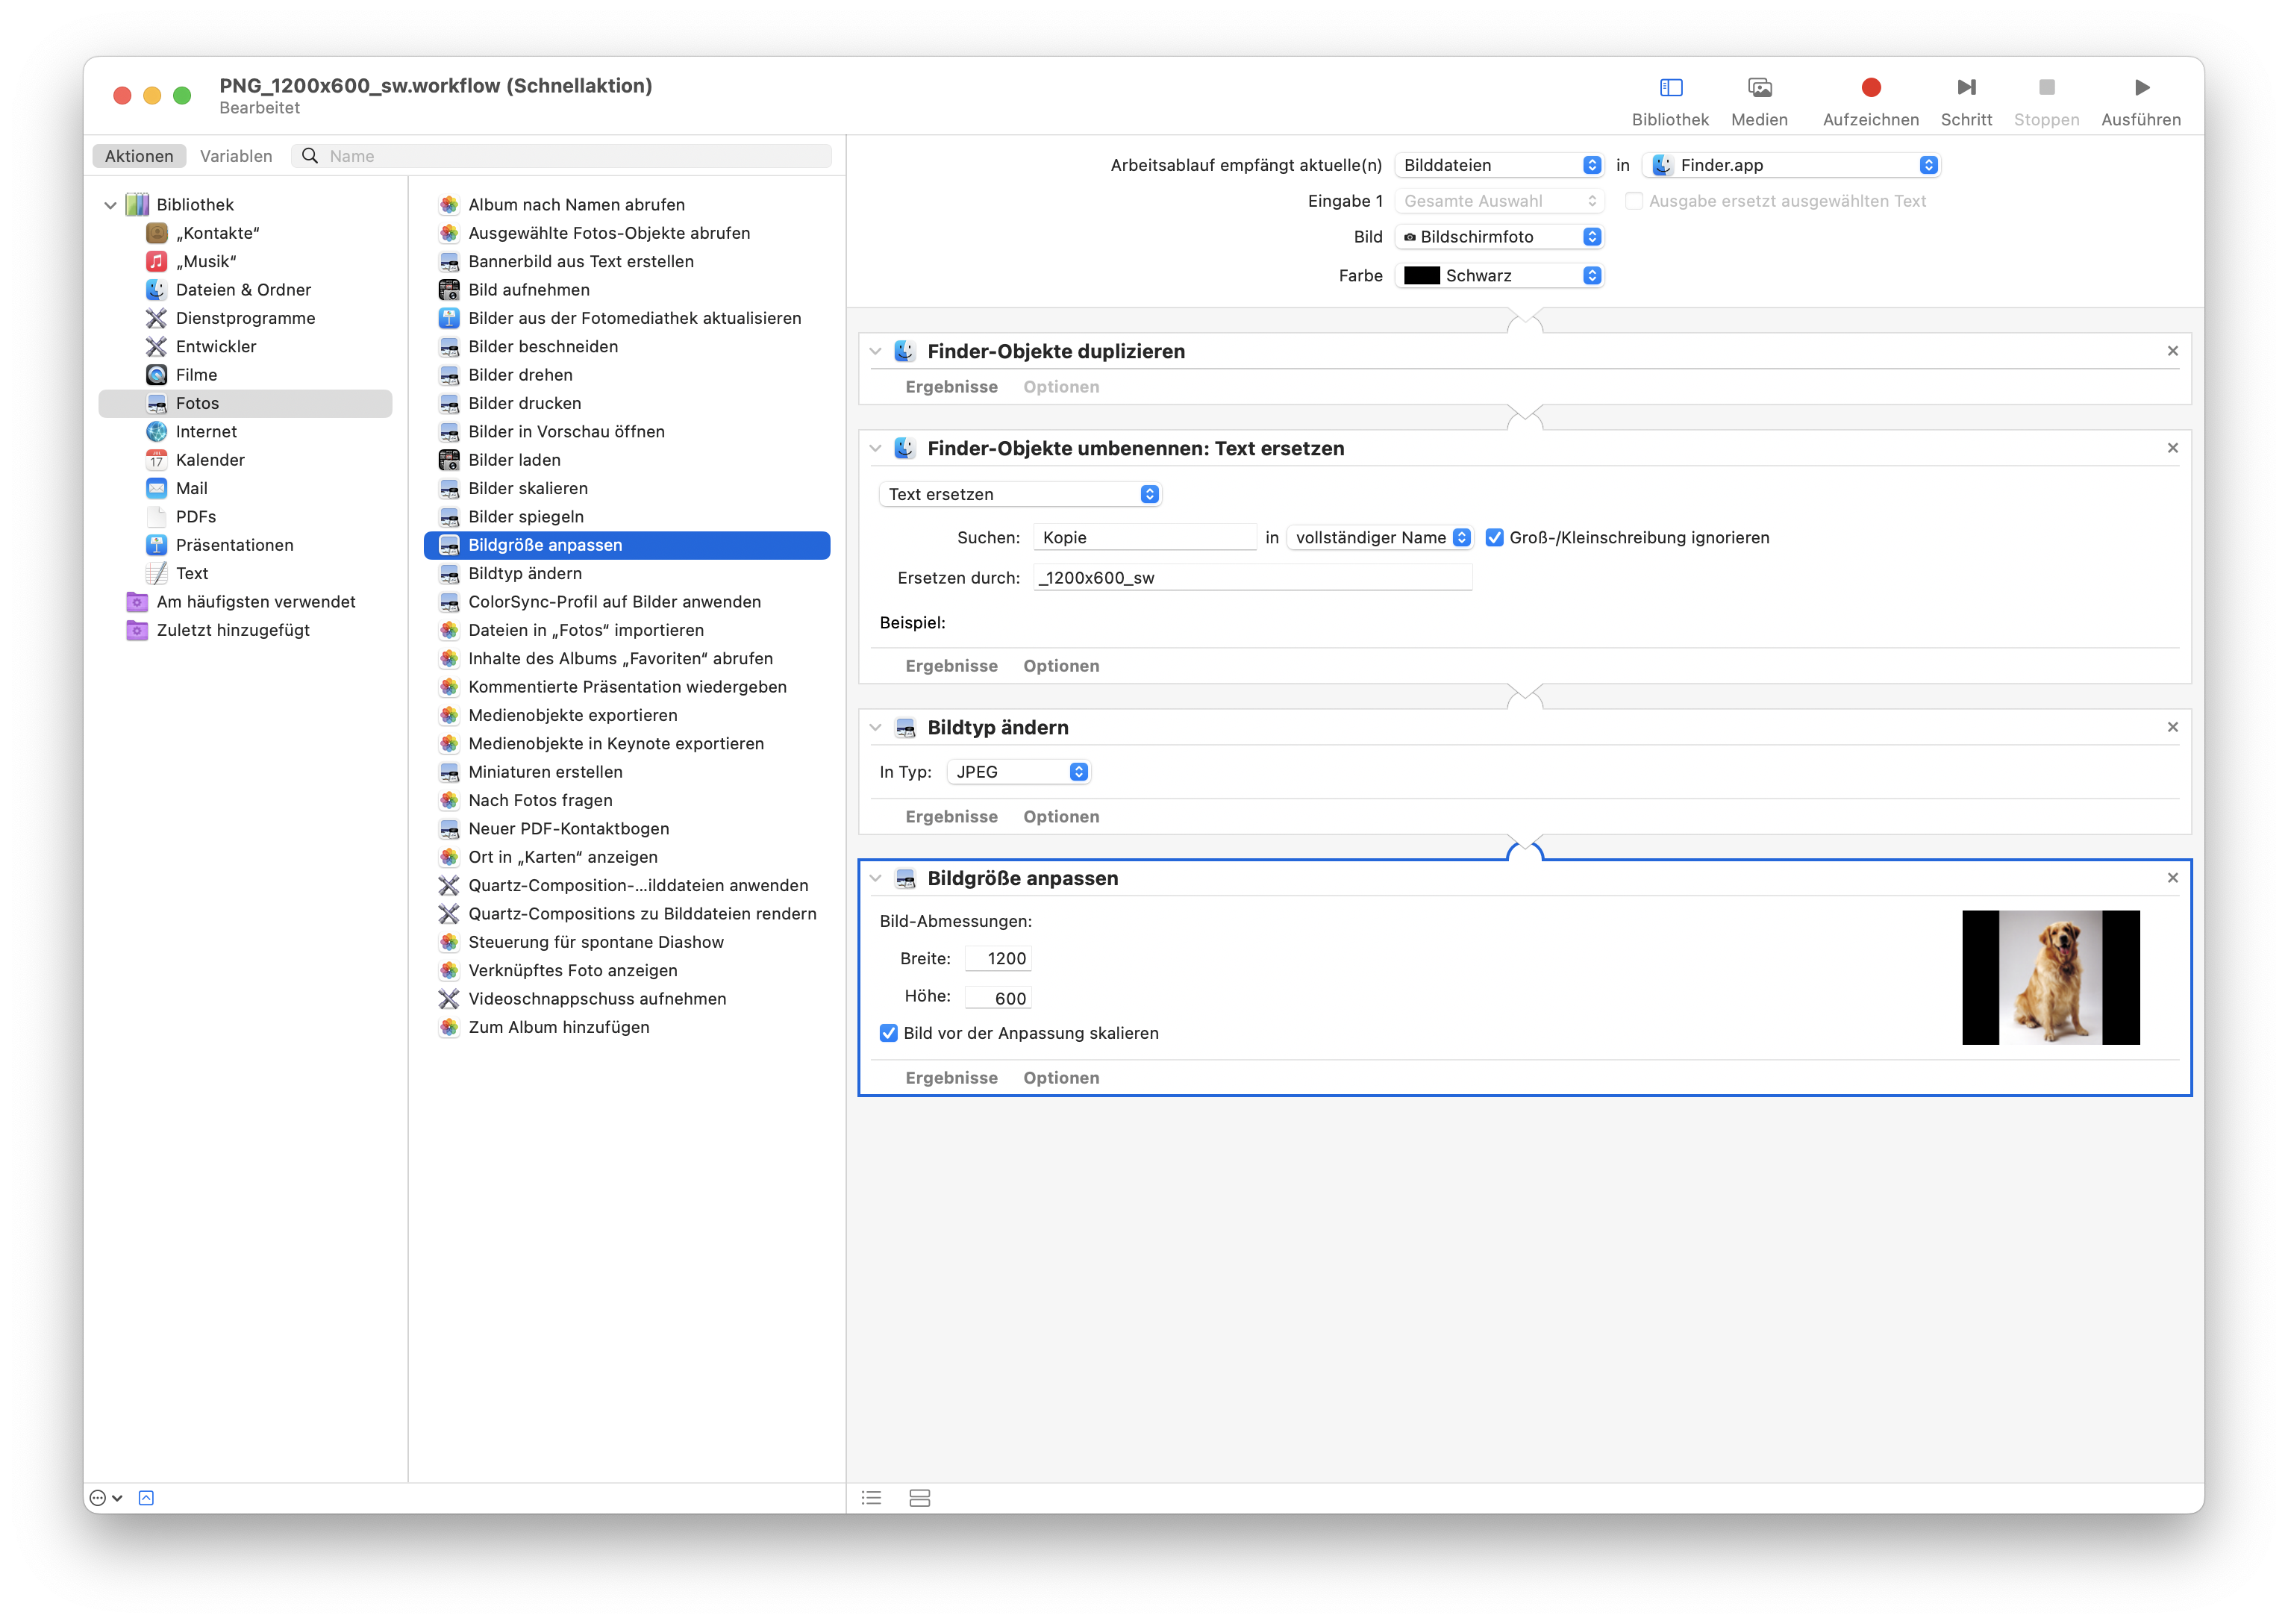 PNG_1200x600_sw.workflow (Schnellaktion)
Bearbeitet
Bibliothek
Medien
Aufzeichnen
Schritt
Stoppen
Ausführen
Aktionen
Variablen
Name
Bibliothek
„Kontakte“
„Musik“
Dateien & Ordner
Dienstprogramme
Entwickler
Filme
Fotos
Internet
Kalender
Mail
PDFs
Präsentationen
Text
Am häufigsten verwendet
Zuletzt hinzugefügt
Album nach Namen abrufen
Ausgewählte Fotos-Objekte abrufen
Bannerbild aus Text erstellen
Bild aufnehmen
Bilder aus der Fotomediathek aktualisieren
Bilder beschneiden
Bilder drehen
Bilder drucken
Bilder in Vorschau öffnen
Bilder laden
Bilder skalieren
Bilder spiegeln
Bildgröße anpassen
Bildtyp ändern
ColorSync-Profil auf Bilder anwenden
Dateien in „Fotos“ importieren
Inhalte des Albums „Favoriten“ abrufen
Kommentierte Präsentation wiedergeben
Medienobjekte exportieren
Medienobjekte in Keynote exportieren
Miniaturen erstellen
Nach Fotos fragen
Neuer PDF-Kontaktbogen
Ort in „Karten“ anzeigen
Quartz-Composition-...ilddateien anwenden
Quartz-Compositions zu Bilddateien rendern
Steuerung für spontane Diashow
Verknüpftes Foto anzeigen
Videoschnappschuss aufnehmen
Zum Album hinzufügen
Arbeitsablauf empfängt aktuelle(n) Bilddateien in Finder.app
Eingabe 1 Gesamte Auswahl Ausgabe ersetzt ausgewählten Text
Bild Bildschirmfoto
Farbe Schwarz
Finder-Objekte duplizieren
Ergebnisse Optionen
Finder-Objekte umbenennen: Text ersetzen
Text ersetzen
Suchen: Kopie in vollständiger Name Groß-/Kleinschreibung ignorieren
Ersetzen durch: _1200x600_sw
Beispiel:
Ergebnisse Optionen
Bildtyp ändern
In Typ: JPEG
Ergebnisse Optionen
Bildgröße anpassen
Bild-Abmessungen:
Breite: 1200
Höhe: 600
Bild vor der Anpassung skalieren
Ergebnisse Optionen